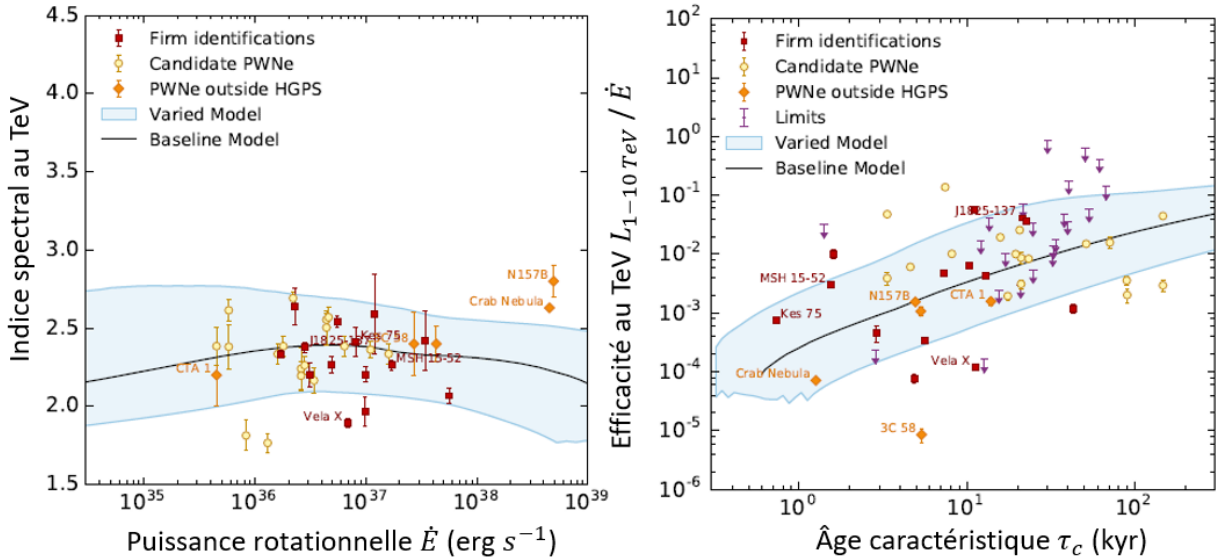 4.5
4.0
3.5
3.0
2.5
2.0
1.5
Indice spectral au TeV
Firm identifications
Candidate PWNe
PWNe outside HGPS
Varied Model
Baseline Model
N157B
Crab Nebula
Kes 75
3C 58
J1825-137
MSH 15-52
CTA 1
Vela X
10^35
10^36
10^37
10^38
10^39
Puissance rotationnelle Ė (erg s^−1)
10^2
10^1
10^0
10^-1
10^-2
10^-3
10^-4
10^-5
10^-6
Efficacité au TeV L_1−10 TeV / Ė
Firm identifications
Candidate PWNe
PWNe outside HGPS
Limits
Varied Model
Baseline Model
J1825-137
MSH 15-52
N157B
CTA 1
Kes 75
Vela X
Crab Nebula
3C 58
10^0
10^1
10^2
Âge caractéristique τ_c (kyr)